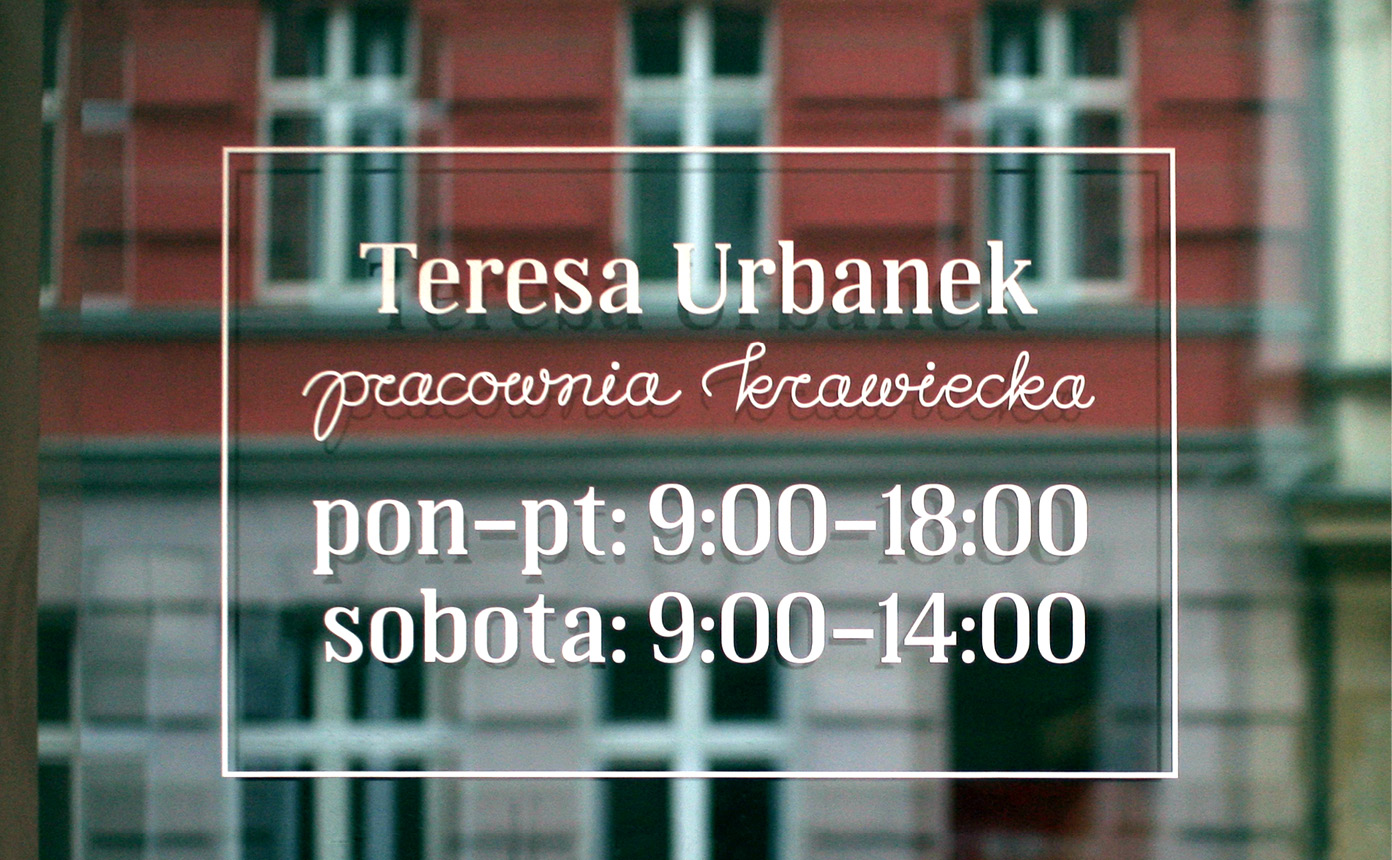 Teresa Urbanek
pracownia krawiecka
pon–pt: 9:00–18:00
sobota: 9:00–14:00